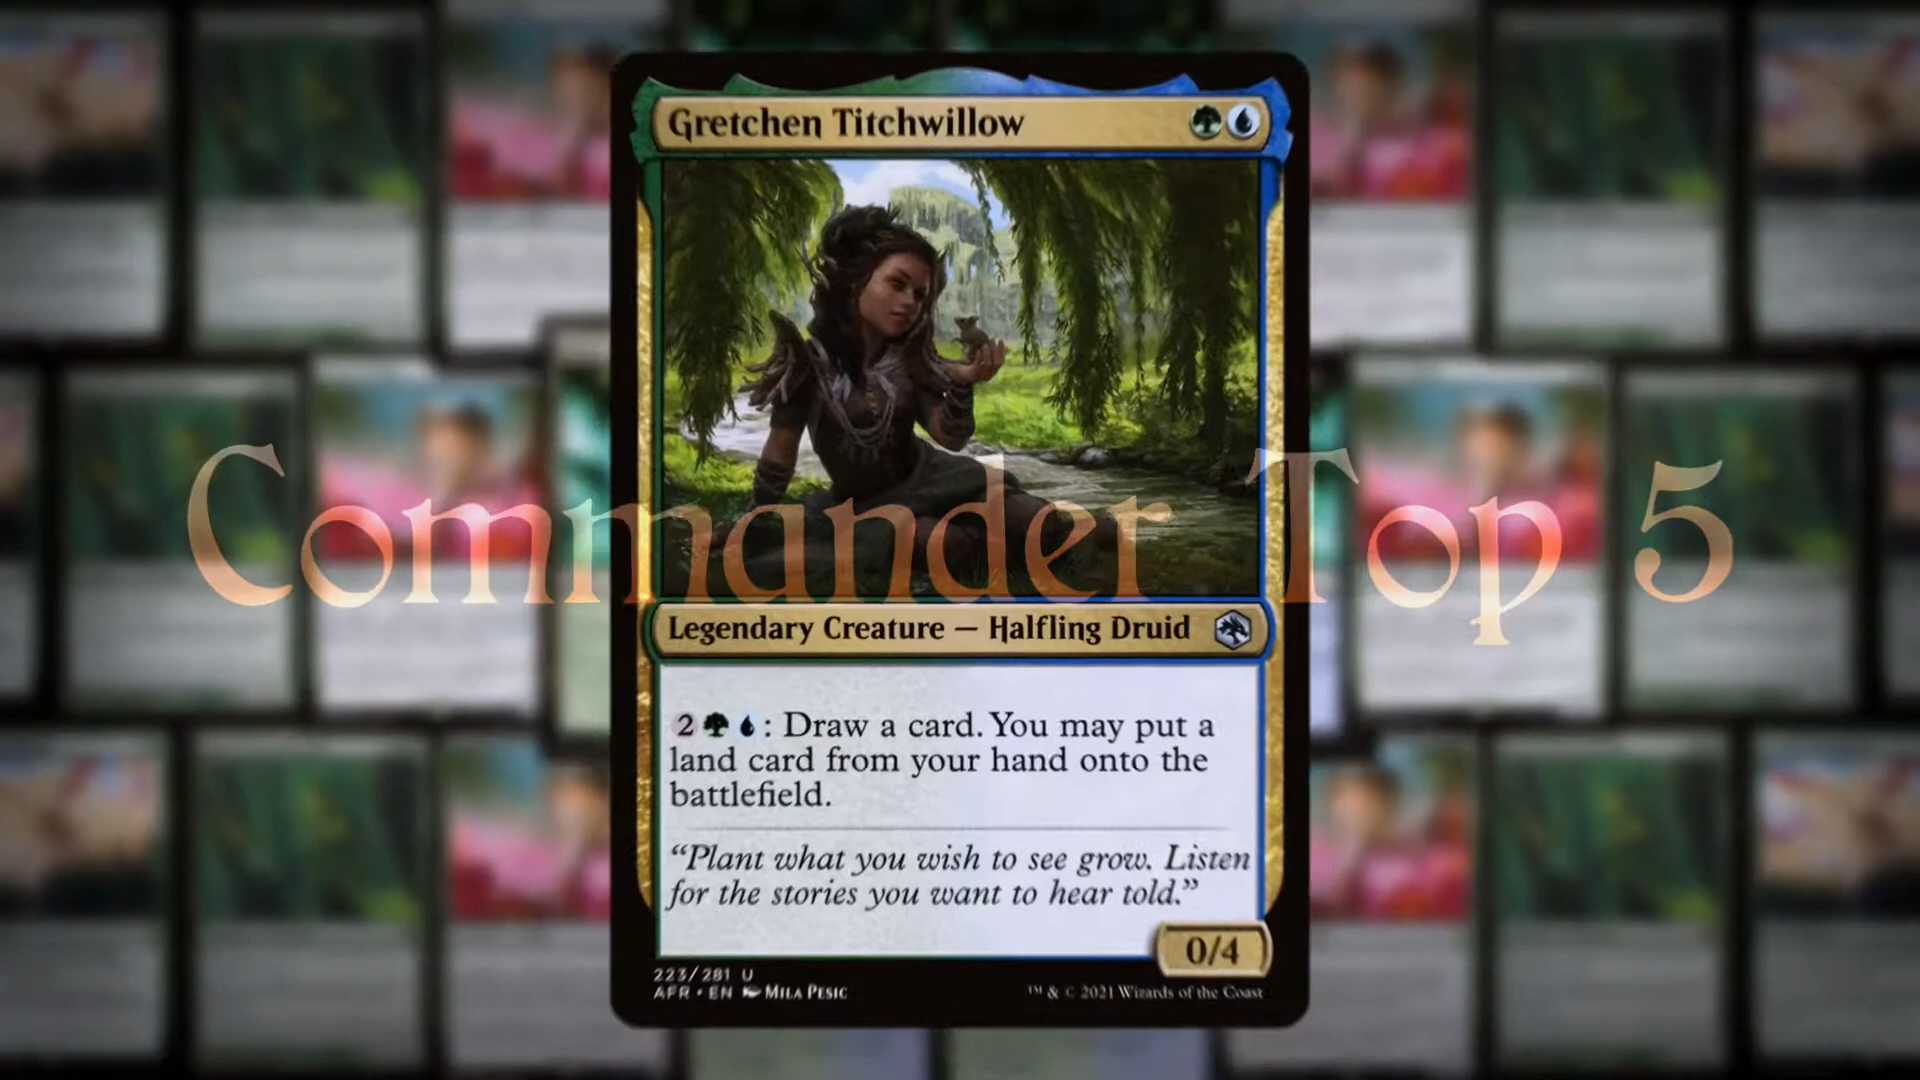 Gretchen Titchwillow
Commander Top 5
Legendary Creature — Halfling Druid
2 : Draw a card. You may put a
land card from your hand onto the
battlefield.
“Plant what you wish to see grow. Listen
for the stories you want to hear told.”
0/4
223/281 U
AFR • EN Mila Pesic
™ & © 2021 Wizards of the Coast